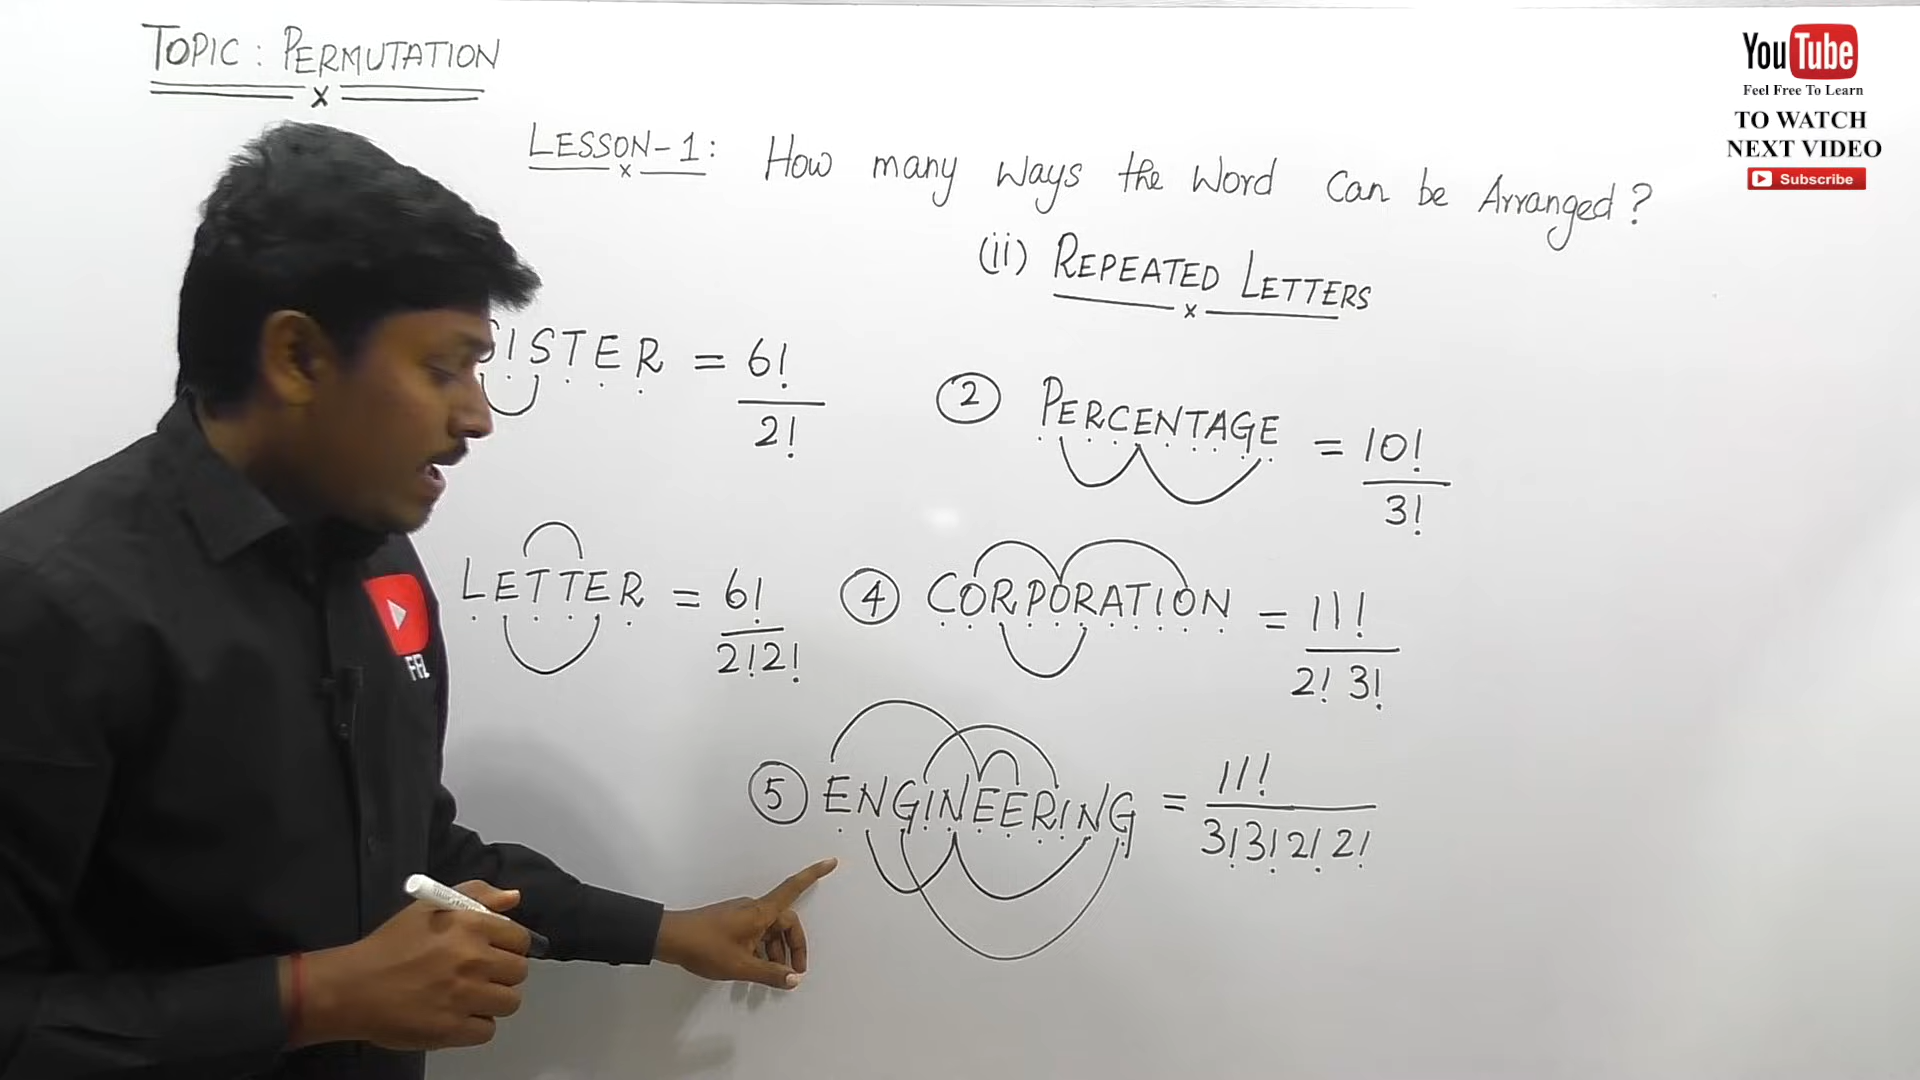 TOPIC : PERMUTATION
x
YouTube
Feel Free To Learn
TO WATCH
NEXT VIDEO
Subscribe
LESSON-1: How many ways the Word Can be Arranged?
x
(ii) REPEATED LETTERS
x
SISTER = 6!
2!
2 PERCENTAGE = 10!
3!
LETTER = 6!
2!2!
4 CORPORATION = 11!
2! 3!
5 ENGINEERING = 11!
3!3!2!2!
FFL